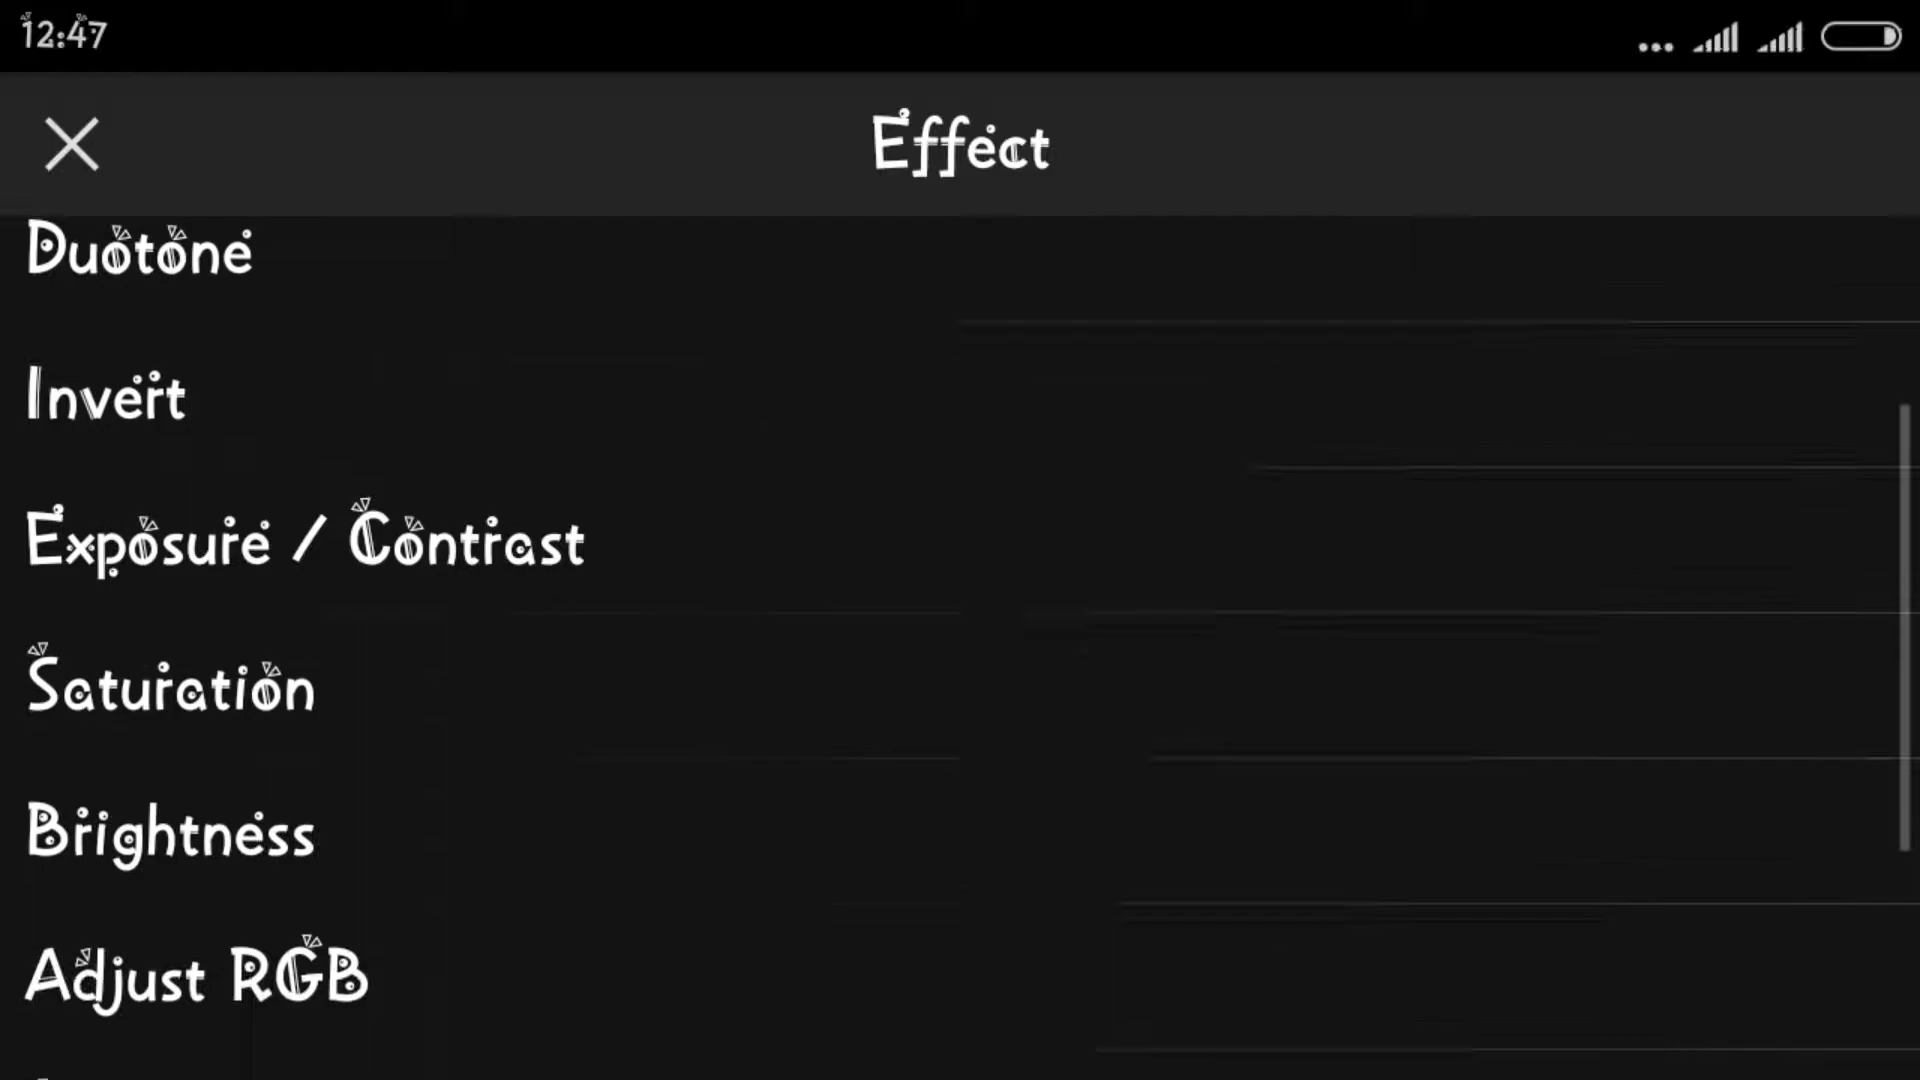 12:47
Effect
Duotone
Invert
Exposure / Contrast
Saturation
Brightness
Adjust RGB